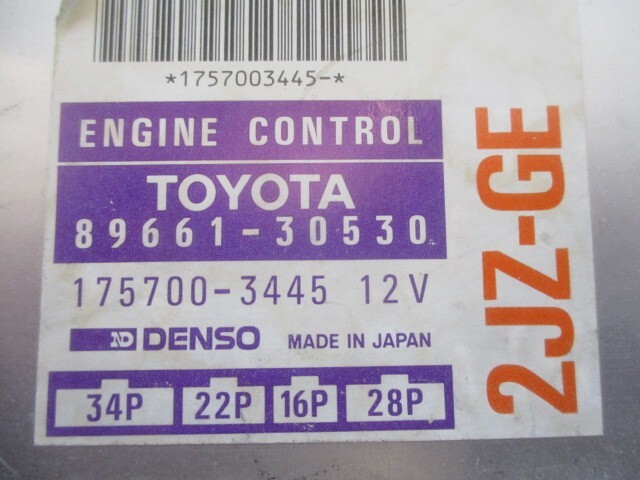 *1757003445-*
ENGINE CONTROL
TOYOTA
89661-30530
175700-3445 12V
ND DENSO MADE IN JAPAN
34P 22P 16P 28P
2JZ-GE